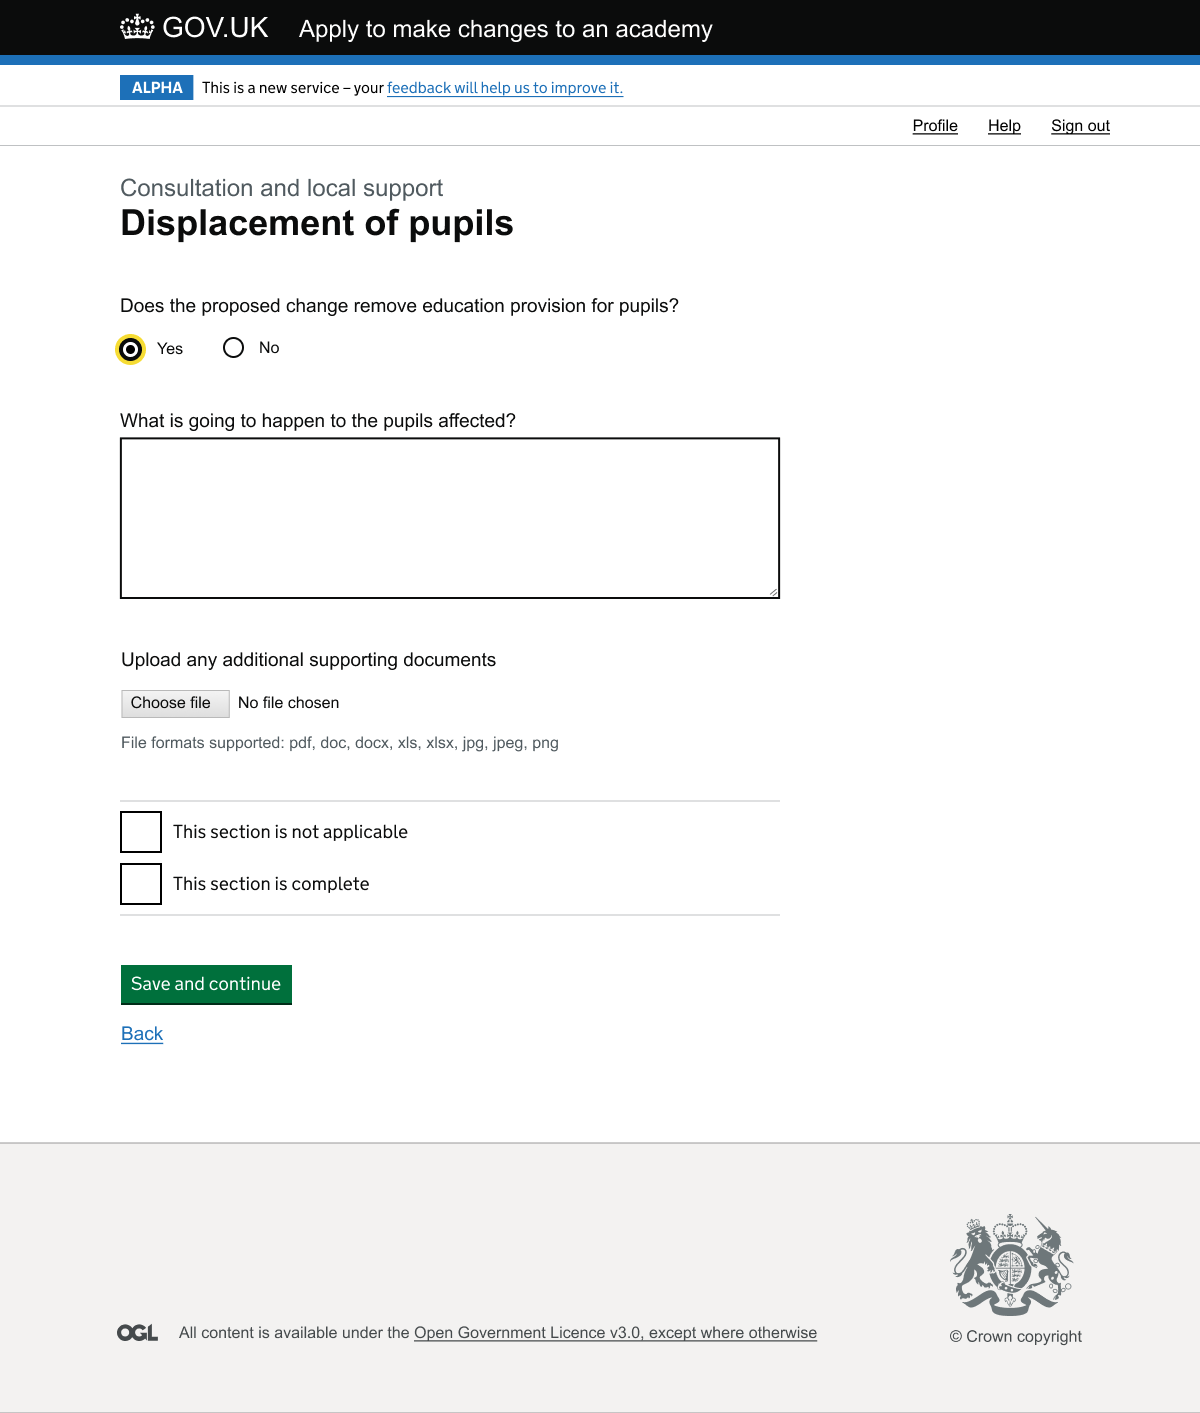 GOV.UK Apply to make changes to an academy
ALPHA This is a new service – your feedback will help us to improve it.
Profile Help Sign out
Consultation and local support
Displacement of pupils
Does the proposed change remove education provision for pupils?
Yes No
What is going to happen to the pupils affected?
Upload any additional supporting documents
Choose file No file chosen
File formats supported: pdf, doc, docx, xls, xlsx, jpg, jpeg, png
This section is not applicable
This section is complete
Save and continue
Back
OGL All content is available under the Open Government Licence v3.0, except where otherwise
© Crown copyright